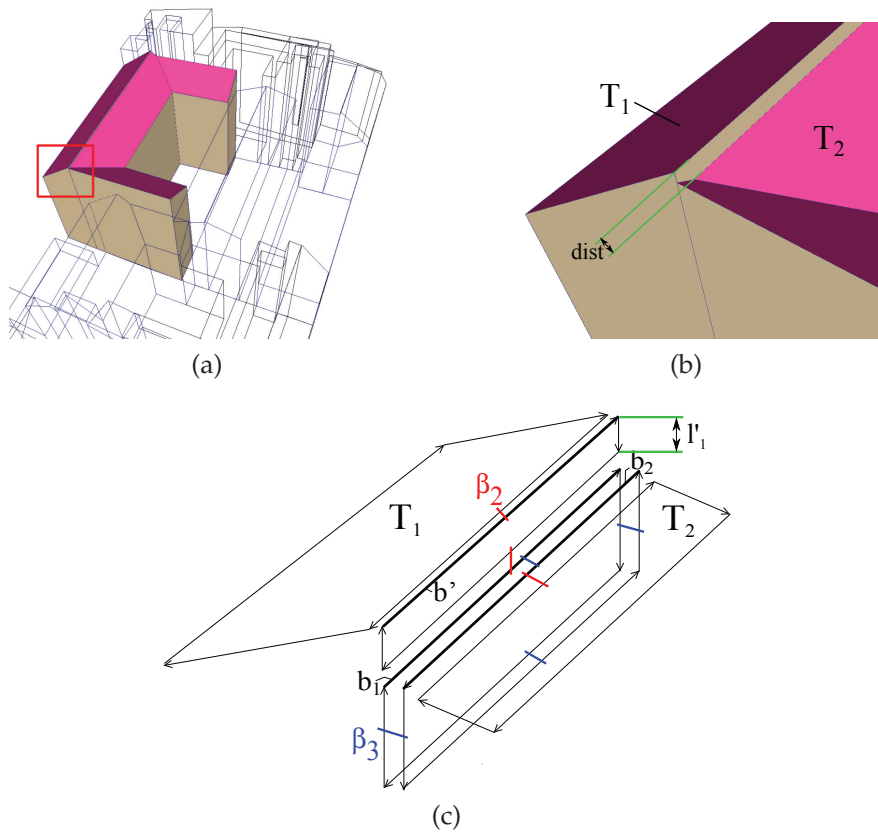 T₁
T₂
dist
(a)
(b)
l'₁
b₂
β₂
T₁
T₂
b’
b₁
β₃
(c)